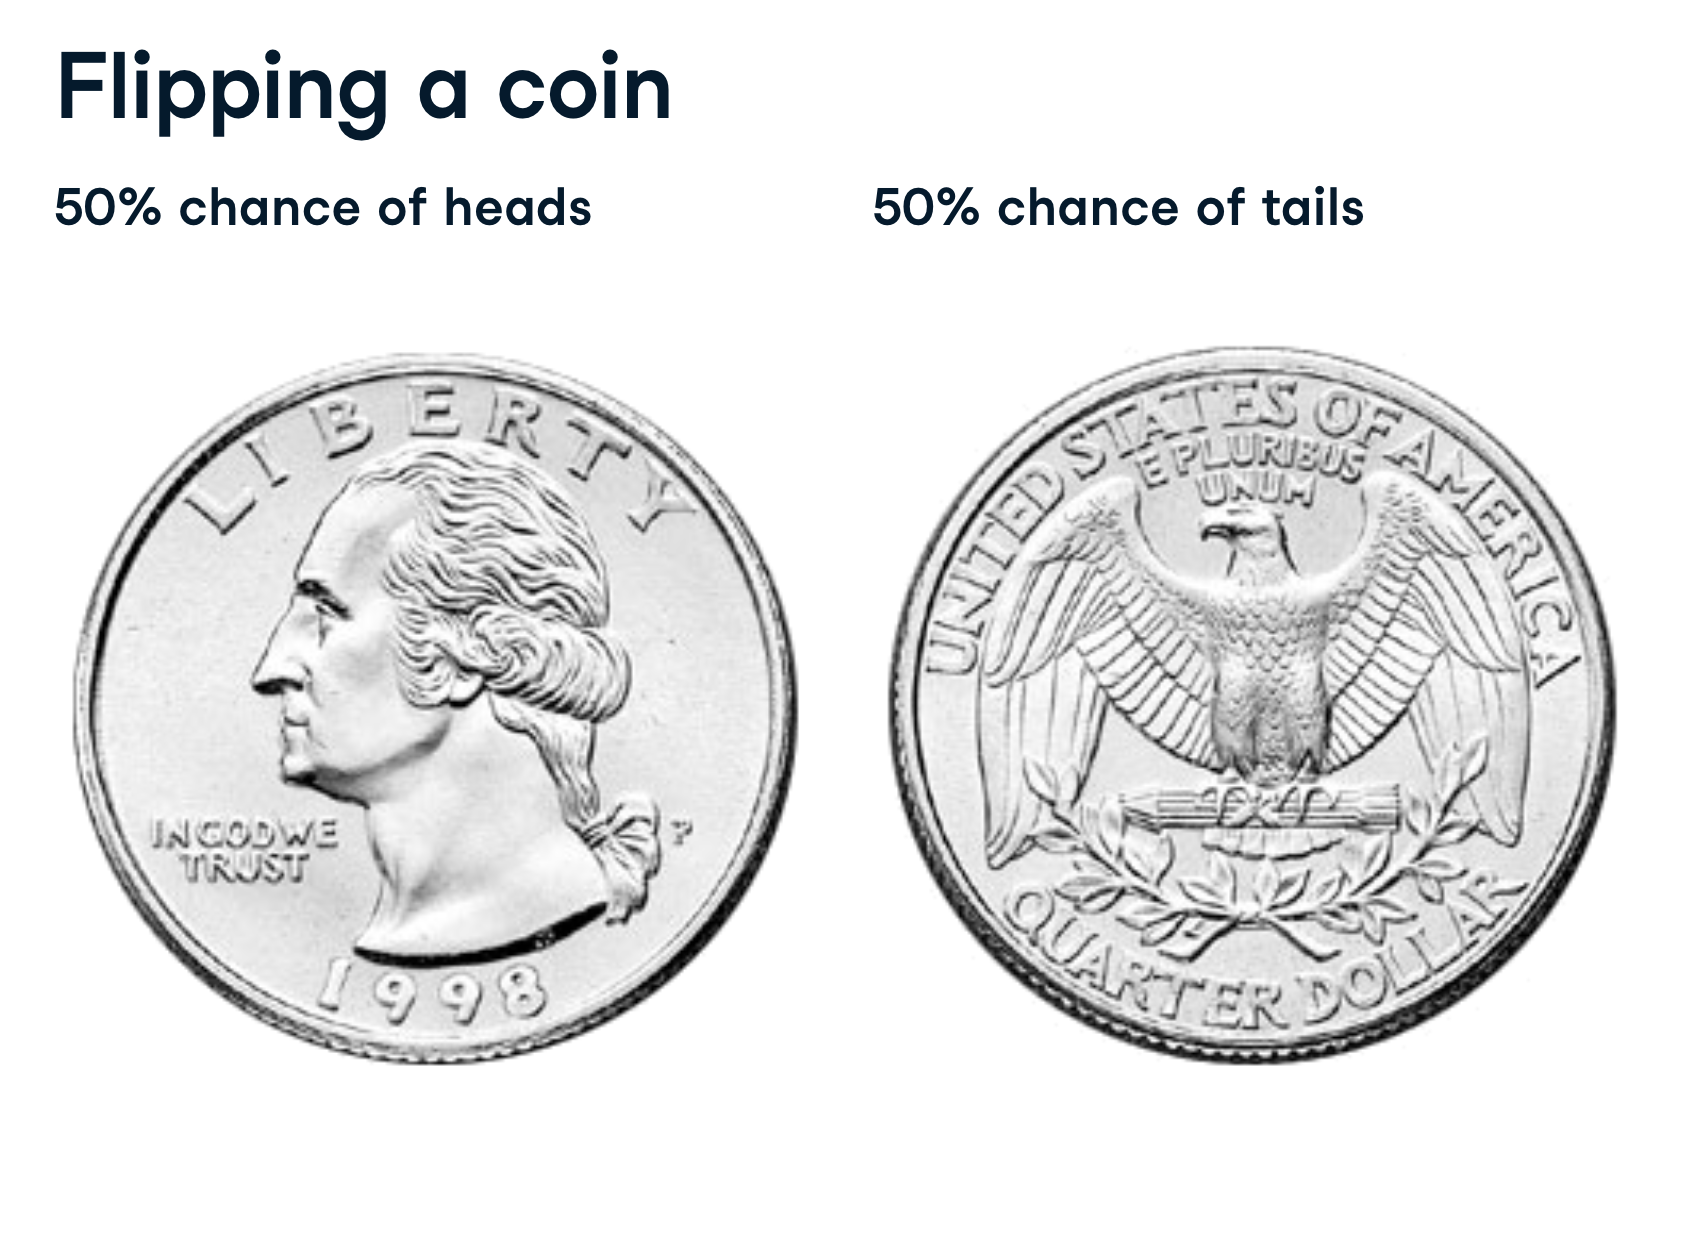 Flipping a coin
50% chance of heads
50% chance of tails
LIBERTY
IN GOD WE
TRUST
P
1998
UNITED STATES OF AMERICA
E PLURIBUS
UNUM
QUARTER DOLLAR